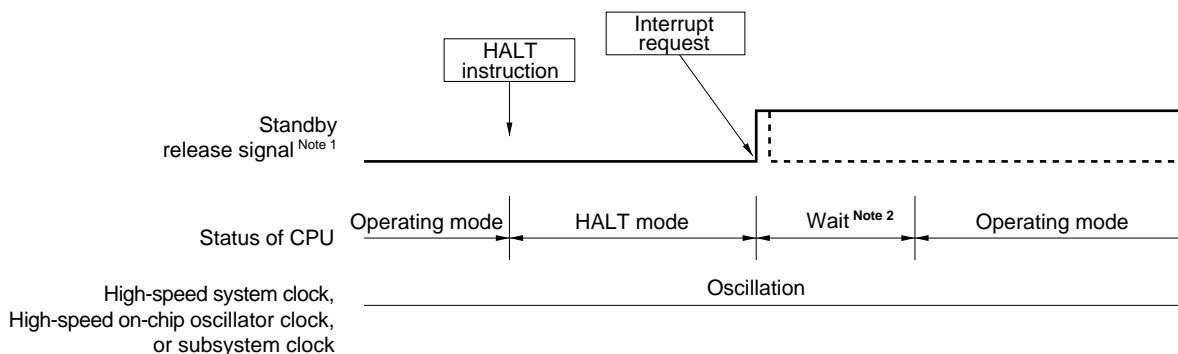 Interrupt
request
HALT
instruction
Standby
release signal Note 1
Status of CPU
Operating mode
HALT mode
Wait Note 2
Operating mode
High-speed system clock,
High-speed on-chip oscillator clock,
or subsystem clock
Oscillation